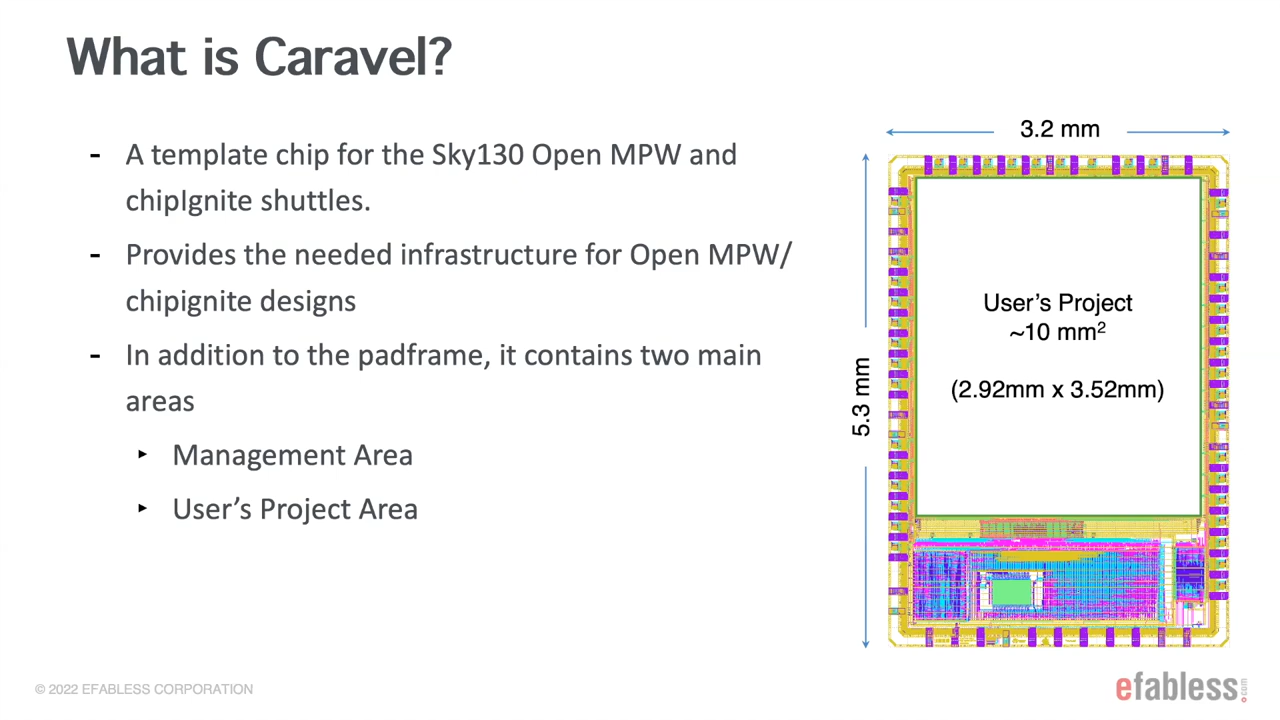 What is Caravel?
- A template chip for the Sky130 Open MPW and
chipIgnite shuttles.
- Provides the needed infrastructure for Open MPW/
chipignite designs
- In addition to the padframe, it contains two main
areas
‣ Management Area
‣ User’s Project Area
3.2 mm
5.3 mm
User’s Project
~10 mm²
(2.92mm x 3.52mm)
© 2022 EFABLESS CORPORATION
efabless.com